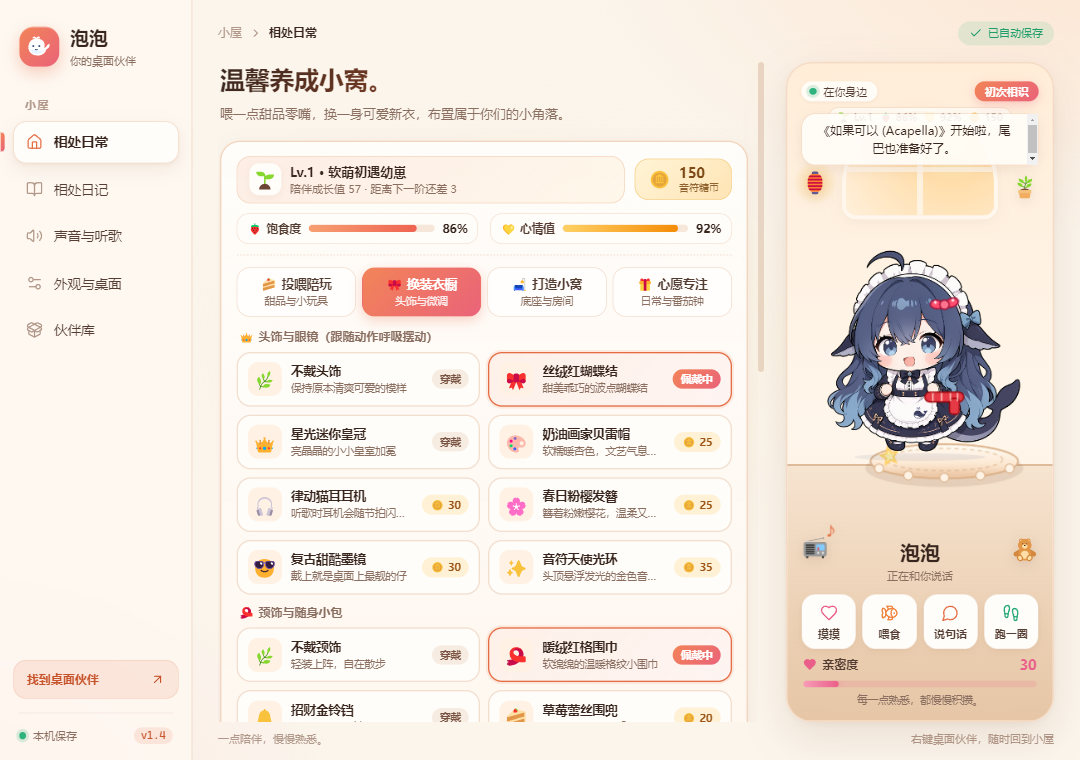 泡泡
你的桌面伙伴
小屋
相处日常
相处日记
声音与听歌
外观与桌面
伙伴库
找到桌面伙伴
本机保存
v1.4
小屋 > 相处日常
已自动保存
温馨养成小窝。
喂一点甜品零嘴，换一身可爱新衣，布置属于你们的小角落。
Lv.1 • 软萌初遇幼崽
陪伴成长值 57 · 距离下一阶还差 3
150
音符糖币
饱食度 86%
心情值 92%
投喂陪玩
甜品与小玩具
换装衣橱
头饰与微调
打造小窝
底座与房间
心愿专注
日常与番茄钟
头饰与眼镜（跟随动作呼吸摆动）
不戴头饰
保持原本清爽可爱的模样
穿戴
丝绒红蝴蝶结
甜美乖巧的波点蝴蝶结
佩戴中
星光迷你皇冠
亮晶晶的小小皇室加冕
穿戴
奶油画家贝雷帽
软糯暖杏色，文艺气息...
25
律动猫耳耳机
听歌时耳机会随节拍闪...
30
春日粉樱发簪
簪着粉嫩樱花，温柔又...
25
复古甜酷墨镜
戴上就是桌面上最靓的仔
30
音符天使光环
头顶悬浮发光的金色音...
35
颈饰与随身小包
不戴颈饰
轻装上阵，自在散步
穿戴
暖绒红格围巾
软绵绵的温暖格纹小围巾
佩戴中
招财金铃铛
穿戴
草莓蕾丝围兜
20
一点陪伴，慢慢熟悉。
在你身边
初次相识
《如果可以 (Acapella)》开始啦，尾
巴也准备好了。
泡泡
正在和你说话
摸摸
喂食
说句话
跑一圈
亲密度 30
每一点熟悉，都慢慢积攒。
右键桌面伙伴，随时回到小屋